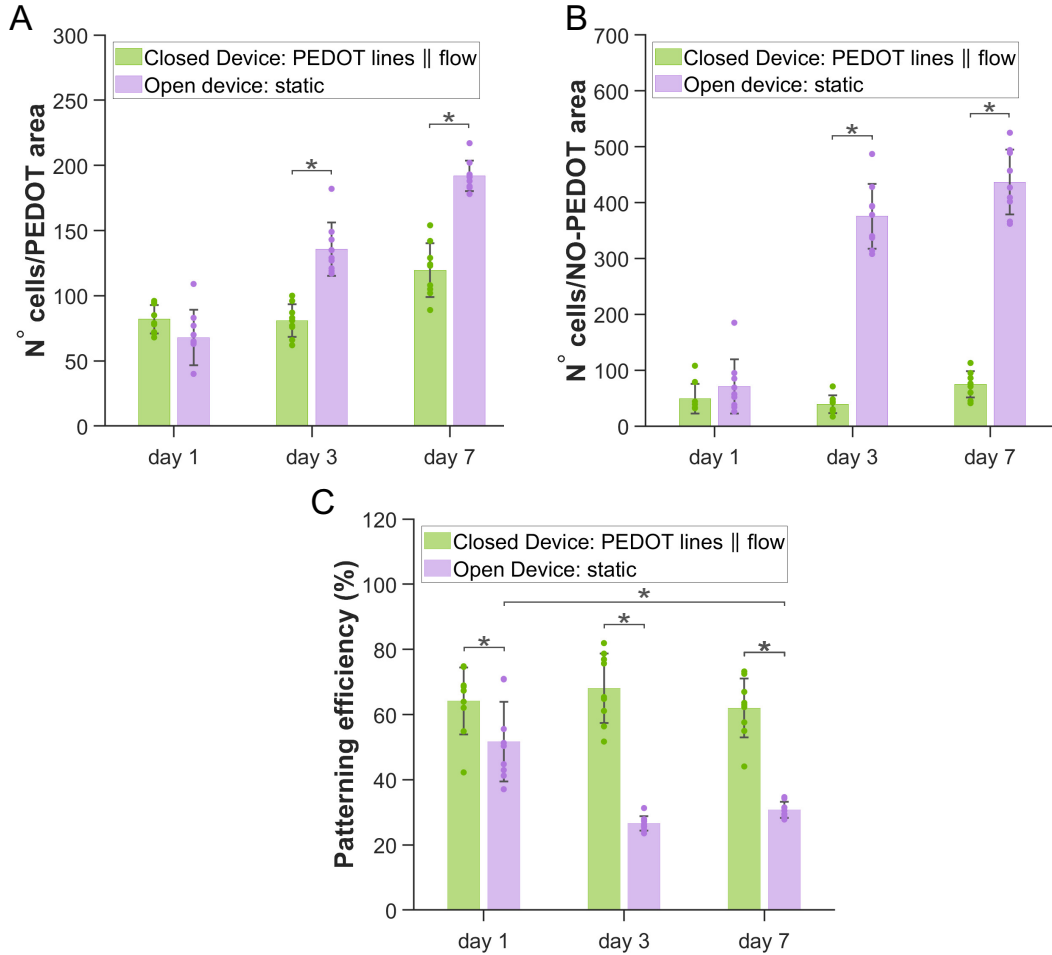 A
N° cells/PEDOT area
300
250
200
150
100
50
0
Closed Device: PEDOT lines ∥ flow
Open device: static
*
*
day 1
day 3
day 7
B
N° cells/NO-PEDOT area
700
600
500
400
300
200
100
0
Closed Device: PEDOT lines ∥ flow
Open device: static
*
*
day 1
day 3
day 7
C
Patterning efficiency (%)
120
100
80
60
40
20
0
Closed Device: PEDOT lines ∥ flow
Open Device: static
*
*
*
*
day 1
day 3
day 7